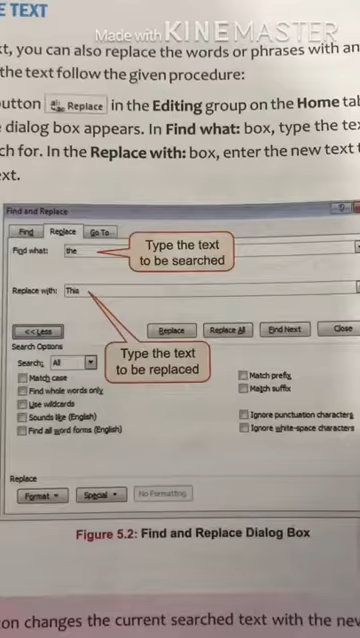 E TEXT
Made with KINEMASTER
xt, you can also replace the words or phrases with an
the text follow the given procedure:
utton Replace in the Editing group on the Home tal
e dialog box appears. In Find what: box, type the tex
ch for. In the Replace with: box, enter the new text t
ext.
Find and Replace
Find Replace Go To
Find what: the
Type the text
to be searched
Replace with: This
<< Less Replace Replace All Find Next Close
Type the text
to be replaced
Search Options
Search: All
Match case
Find whole words only
Use wildcards
Sounds like (English)
Find all word forms (English)
Match prefix
Match suffix
Ignore punctuation characters
Ignore white-space characters
Replace
Format Special No Formatting
Figure 5.2: Find and Replace Dialog Box
on changes the current searched text with the new